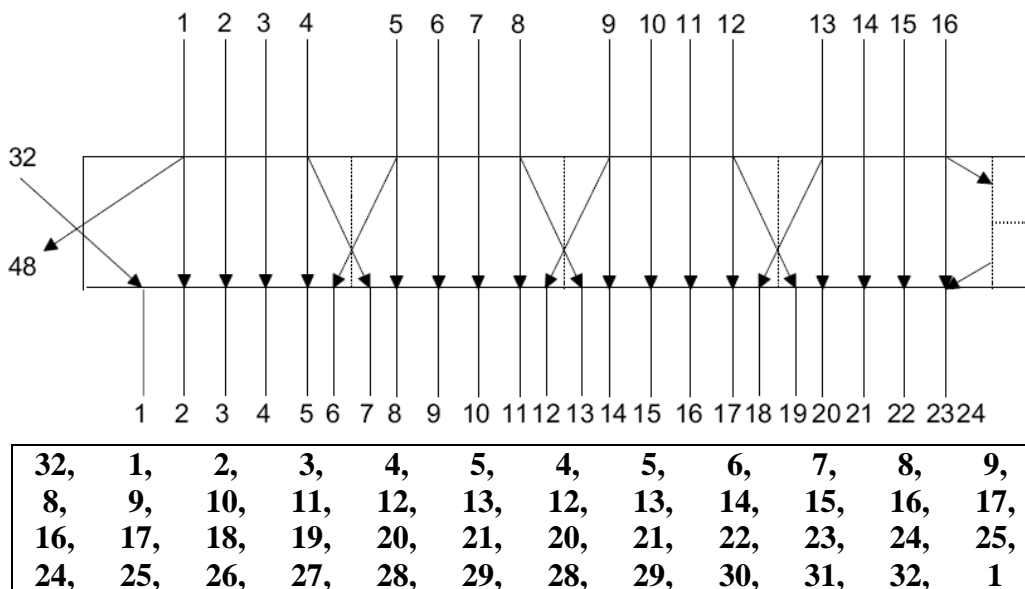 1 2 3 4 5 6 7 8 9 10 11 12 13 14 15 16
32
48
1 2 3 4 5 6 7 8 9 10 11 12 13 14 15 16 17 18 19 20 21 22 23 24
32, 1, 2, 3, 4, 5, 4, 5, 6, 7, 8, 9,
8, 9, 10, 11, 12, 13, 12, 13, 14, 15, 16, 17,
16, 17, 18, 19, 20, 21, 20, 21, 22, 23, 24, 25,
24, 25, 26, 27, 28, 29, 28, 29, 30, 31, 32, 1